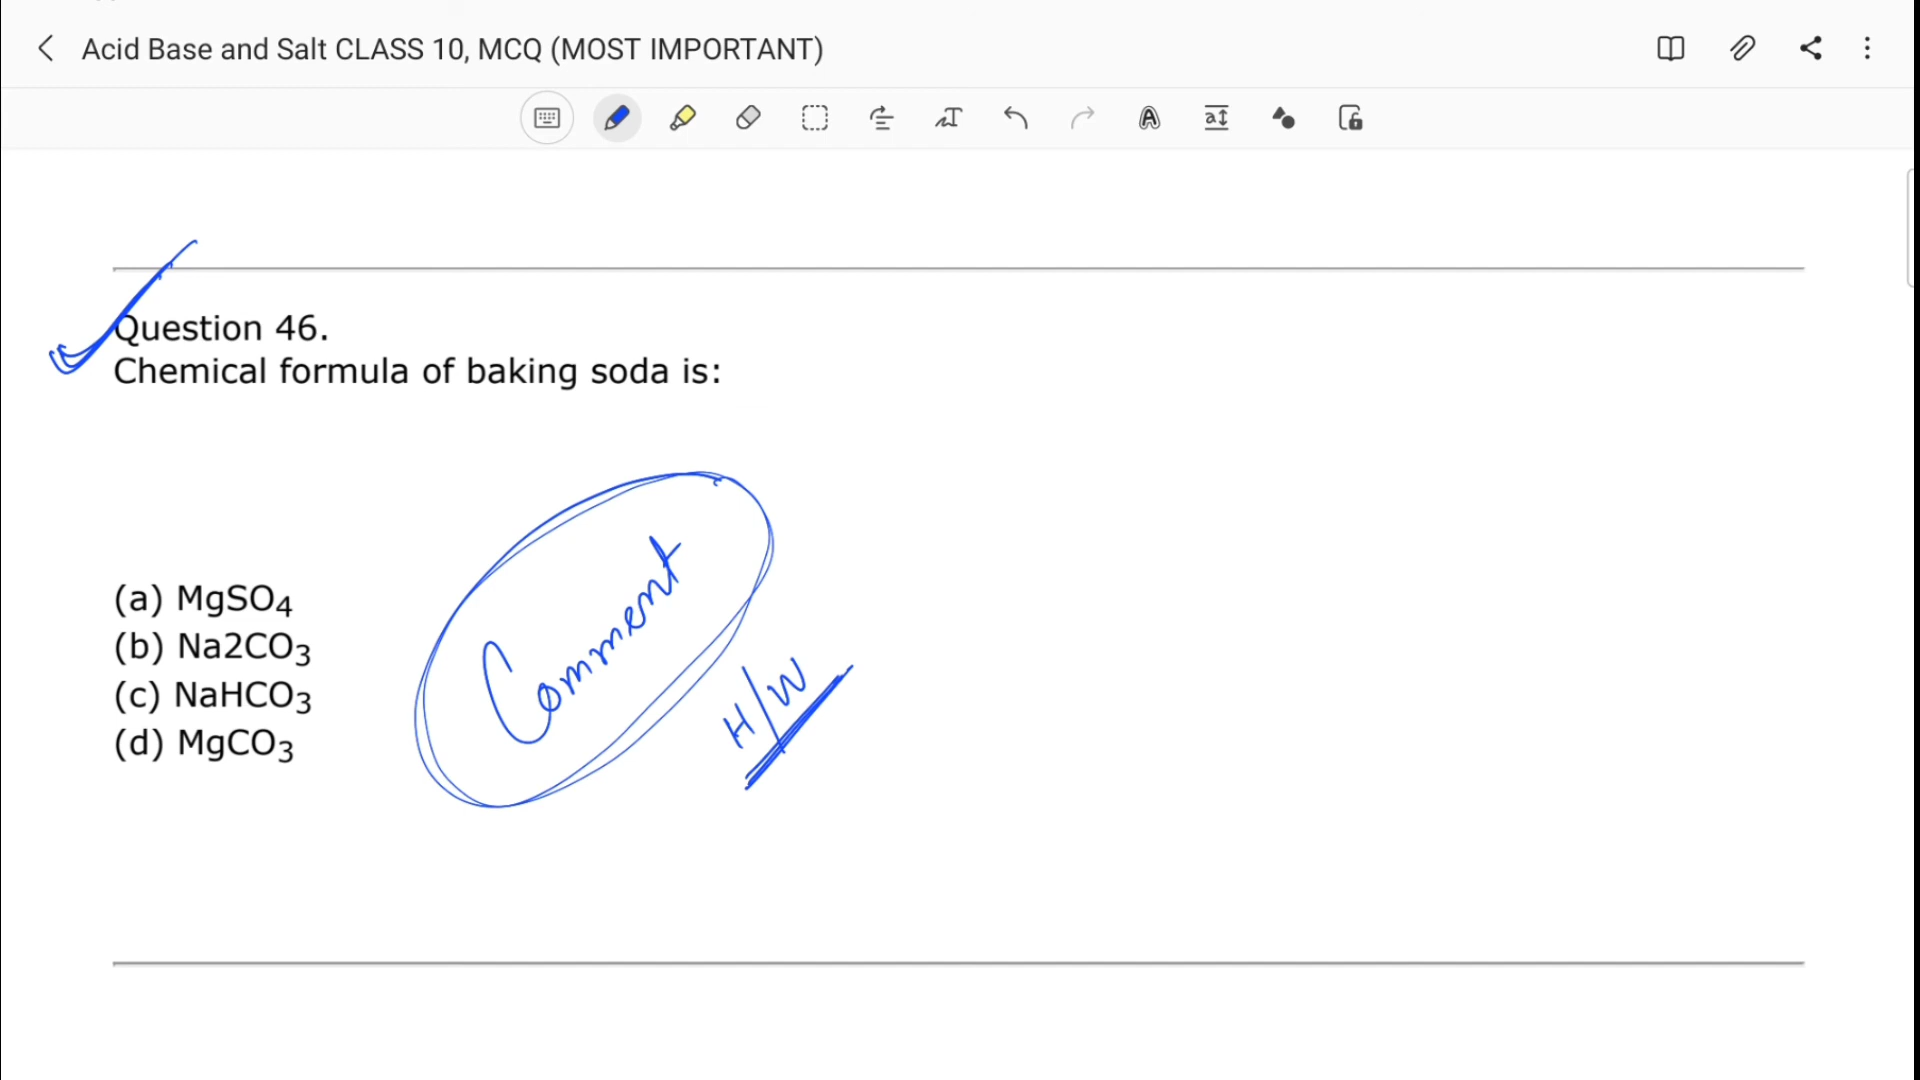 Acid Base and Salt CLASS 10, MCQ (MOST IMPORTANT)
Question 46.
Chemical formula of baking soda is:
(a) MgSO4
(b) Na2CO3
(c) NaHCO3
(d) MgCO3
Comment
H/W